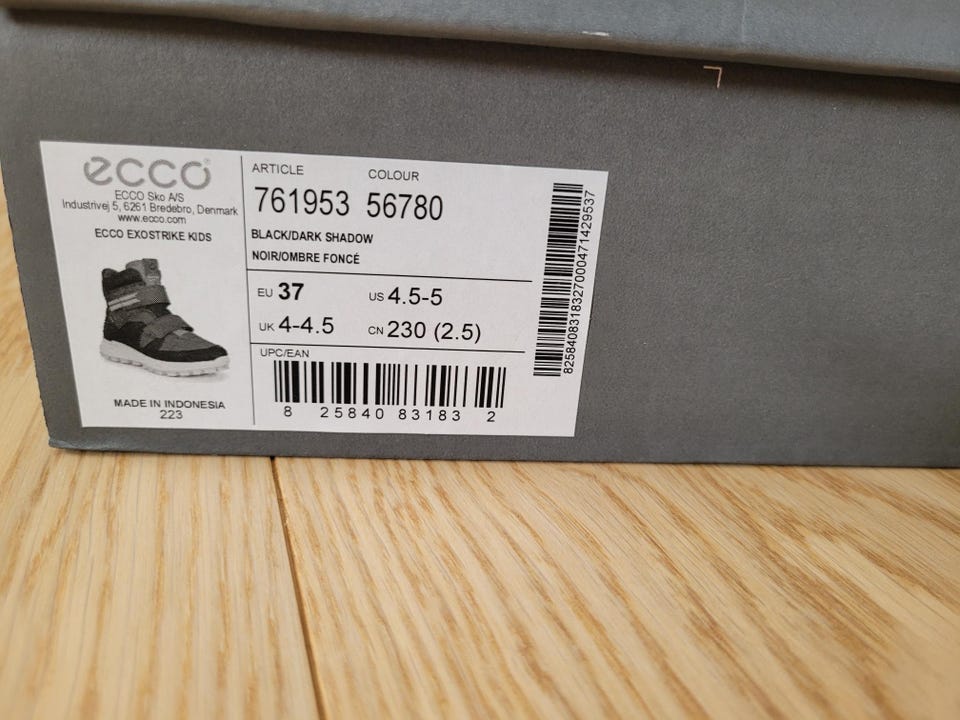 ecco®
ECCO Sko A/S
Industrivej 5, 6261 Bredebro, Denmark
www.ecco.com
ECCO EXOSTRIKE KIDS
MADE IN INDONESIA
223
ARTICLE COLOUR
761953 56780
BLACK/DARK SHADOW
NOIR/OMBRE FONCÉ
EU 37 US 4.5-5
UK 4-4.5 CN 230 (2.5)
UPC/EAN
8 25840 83183 2
82584083183270004714295​37